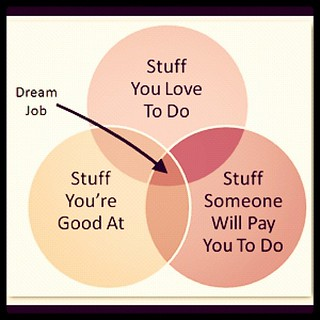 Stuff
You Love
To Do
Dream
Job
Stuff
You're
Good At
Stuff
Someone
Will Pay
You To Do